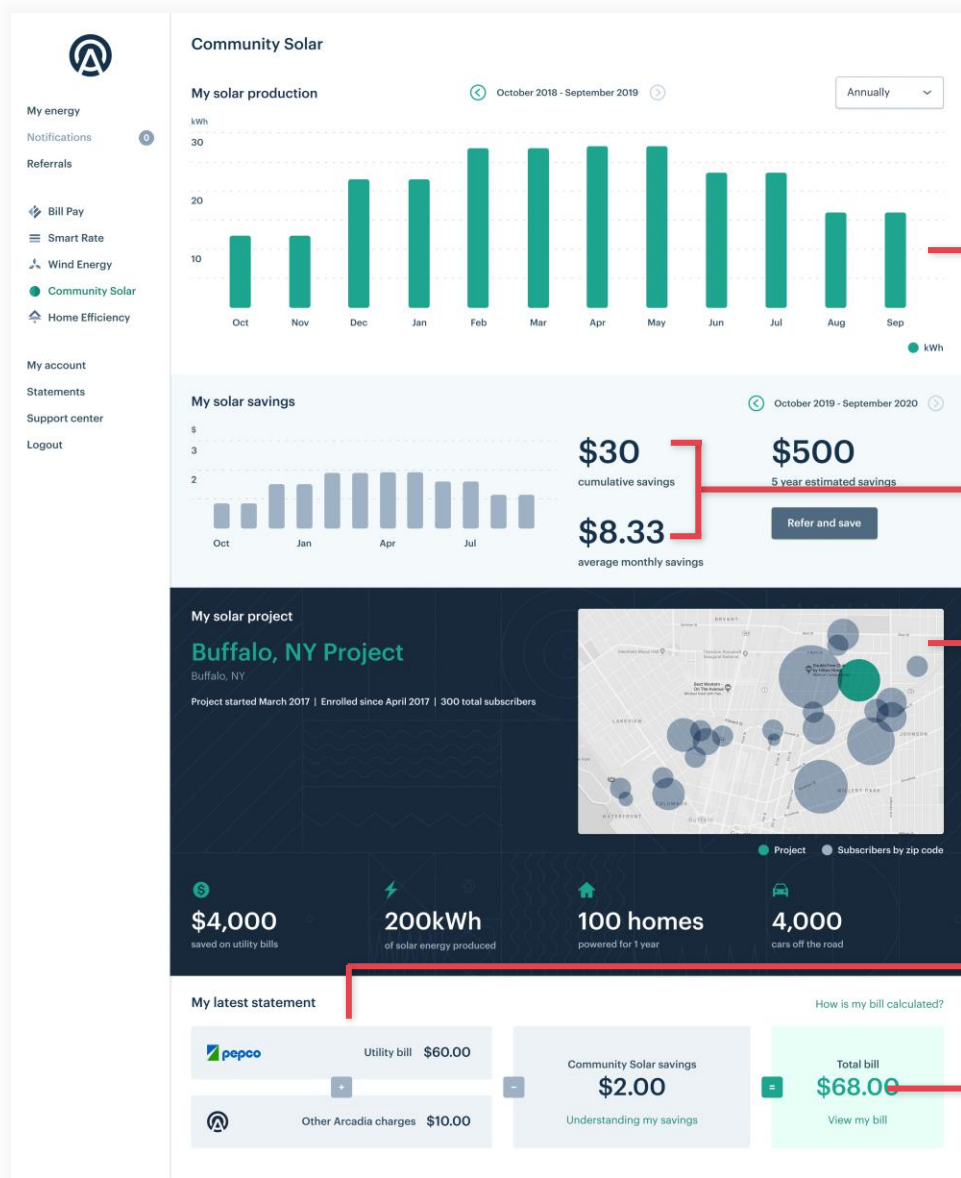 Community Solar
My energy
Notifications 0
Referrals
Bill Pay
Smart Rate
Wind Energy
Community Solar
Home Efficiency
My account
Statements
Support center
Logout
My solar production
October 2018 - September 2019
Annually
kWh
30
20
10
Oct Nov Dec Jan Feb Mar Apr May Jun Jul Aug Sep
kWh
My solar savings
October 2019 - September 2020
$
3
2
Oct Jan Apr Jul
$30
cumulative savings
$8.33
average monthly savings
$500
5 year estimated savings
Refer and save
My solar project
Buffalo, NY Project
Buffalo, NY
Project started March 2017 | Enrolled since April 2017 | 300 total subscribers
BRYANT
LAKEVIEW
JOHNSON
COLUMBUS
WATERFRONT
Buffalo
Project Subscribers by zip code
$4,000
saved on utility bills
200kWh
of solar energy produced
100 homes
powered for 1 year
4,000
cars off the road
My latest statement
How is my bill calculated?
pepco
Utility bill $60.00
+
Other Arcadia charges $10.00
-
Community Solar savings
$2.00
Understanding my savings
=
Total bill
$68.00
View my bill